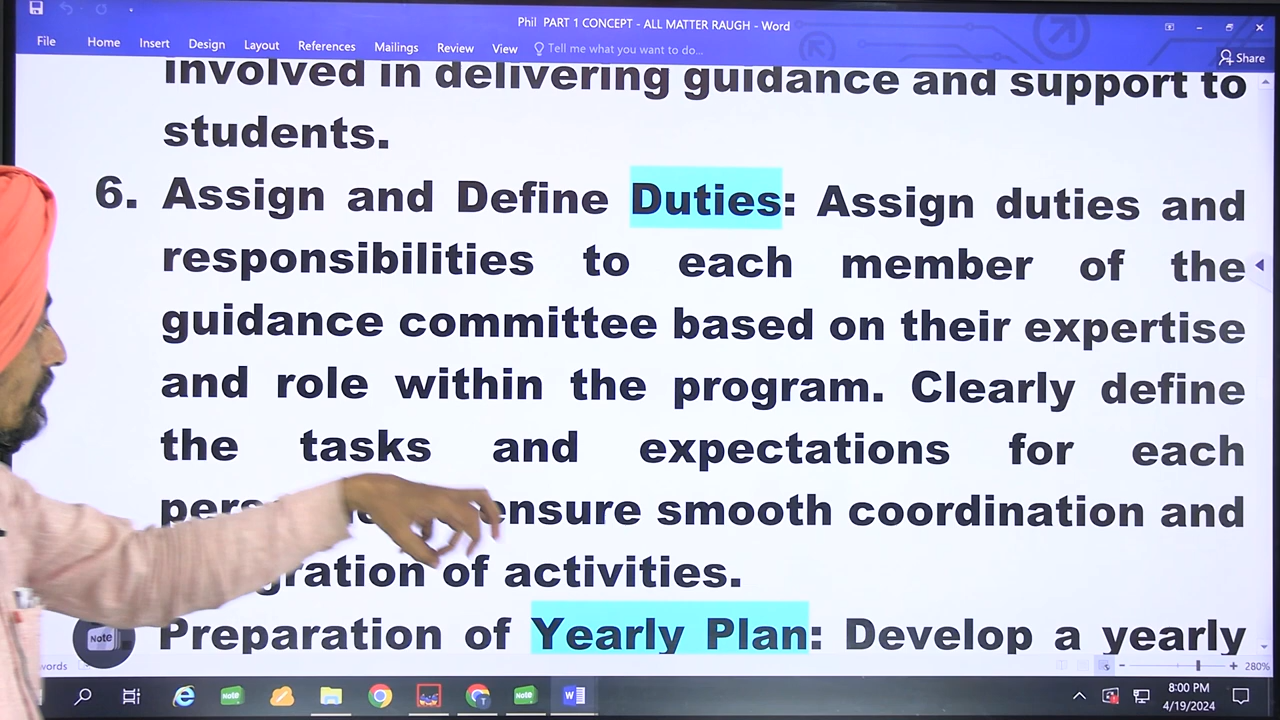 Phil PART 1 CONCEPT - ALL MATTER RAUGH - Word
File Home Insert Design Layout References Mailings Review View Tell me what you want to do...
Share
involved in delivering guidance and support to
students.
6. Assign and Define Duties: Assign duties and
responsibilities to each member of the
guidance committee based on their expertise
and role within the program. Clearly define
the tasks and expectations for each
ensure smooth coordination and
of activities.
Preparation of Yearly Plan: Develop a yearly
Note
words
280%
Note
Note
8:00 PM
4/19/2024